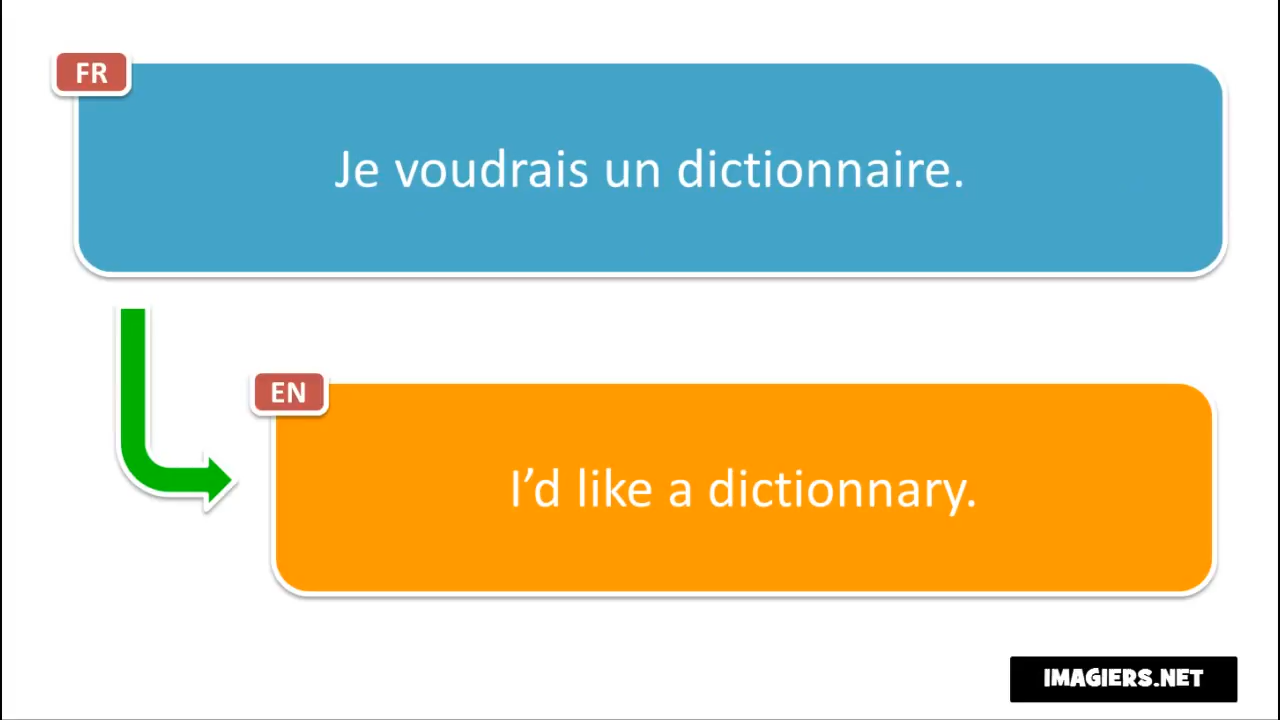 FR
Je voudrais un dictionnaire.
EN
I’d like a dictionnary.
IMAGIERS.NET